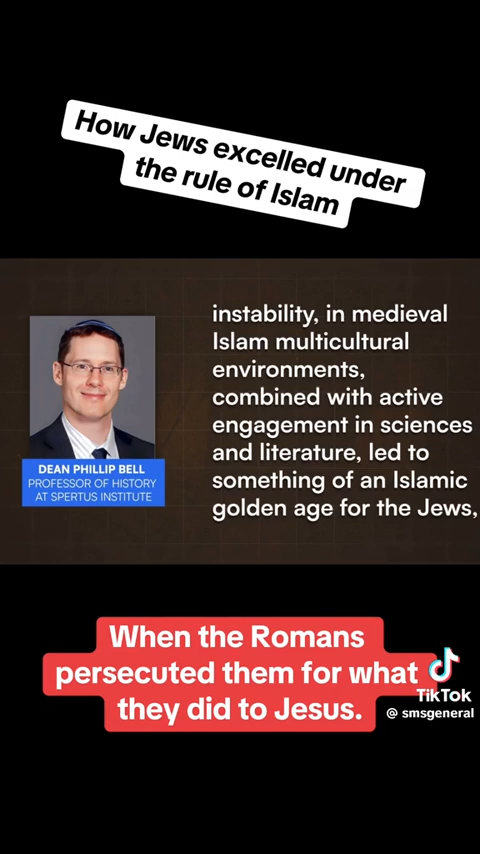 How Jews excelled under
the rule of Islam
instability, in medieval
Islam multicultural
environments,
combined with active
engagement in sciences
and literature, led to
something of an Islamic
golden age for the Jews,
DEAN PHILLIP BELL
PROFESSOR OF HISTORY
AT SPERTUS INSTITUTE
When the Romans
persecuted them for what
they did to Jesus.
TikTok
@ smsgeneral